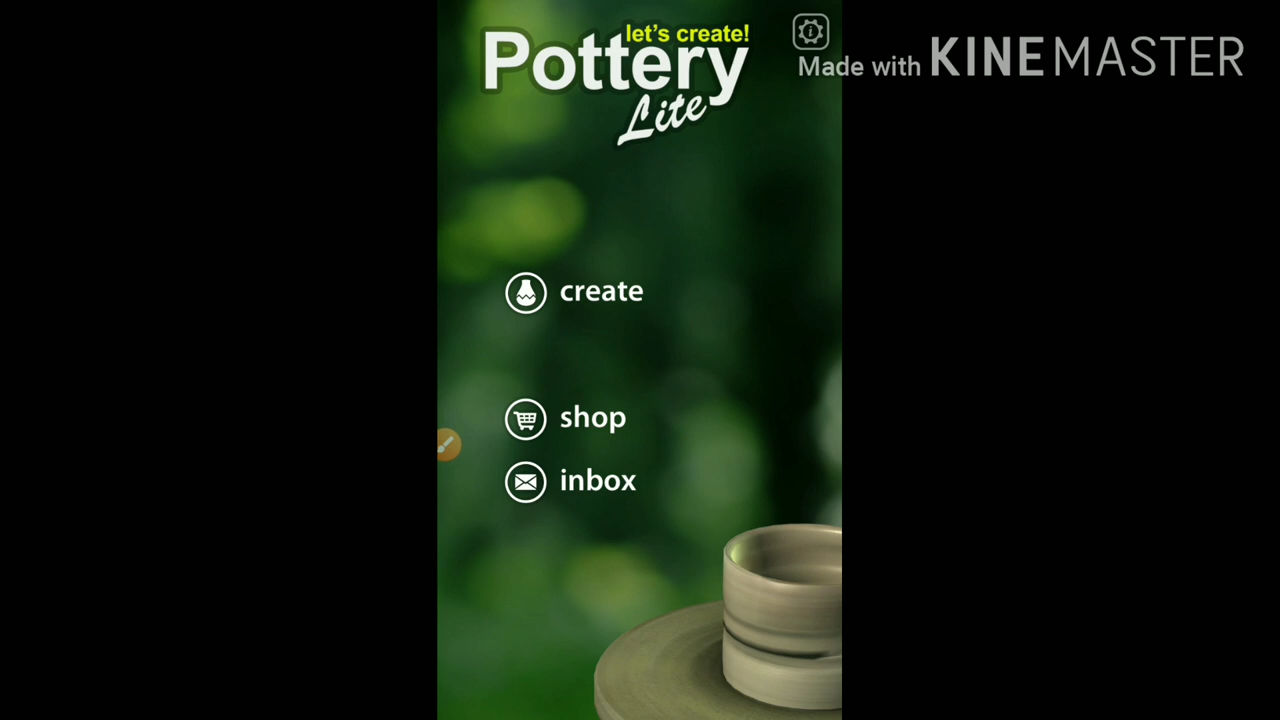 let's create!
Pottery
Lite
Made with KINEMASTER
create
shop
inbox